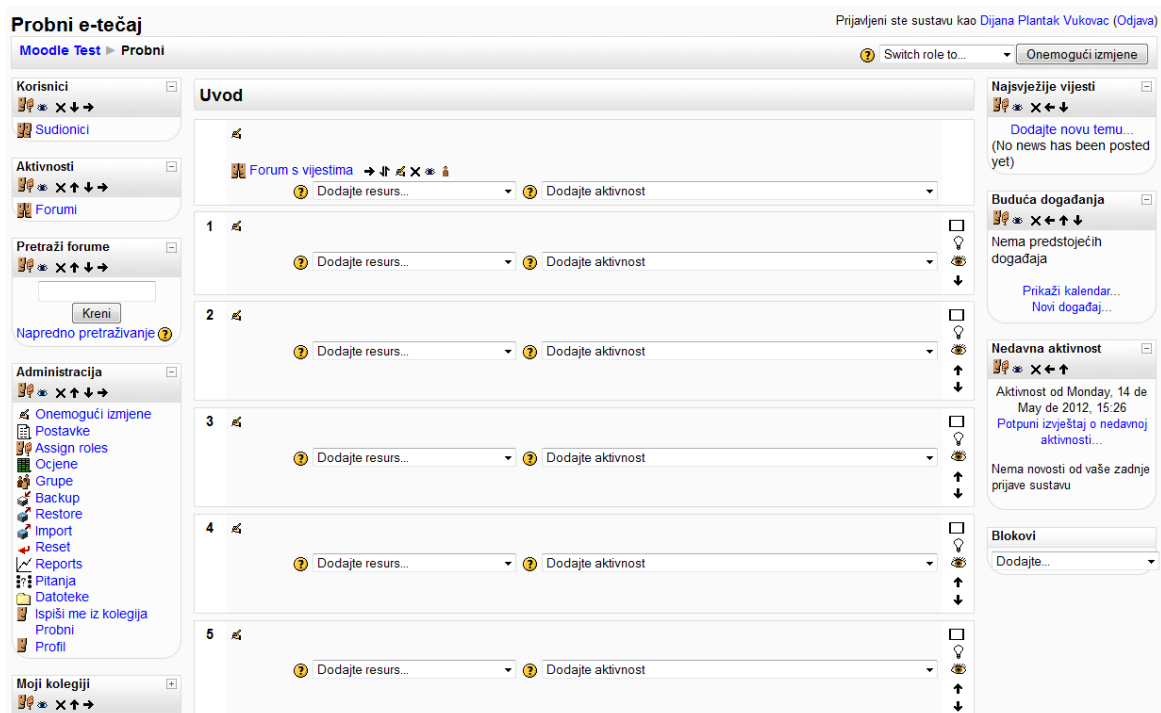 Probni e-tečaj
Prijavljeni ste sustavu kao Dijana Plantak Vukovac (Odjava)
Moodle Test ► Probni
Switch role to...
Onemogući izmjene
Korisnici
Sudionici
Aktivnosti
Forumi
Pretraži forume
Kreni
Napredno pretraživanje
Administracija
Onemogući izmjene
Postavke
Assign roles
Ocjene
Grupe
Backup
Restore
Import
Reset
Reports
Pitanja
Datoteke
Ispiši me iz kolegija
Probni
Profil
Moji kolegiji
Uvod
Forum s vijestima
Dodajte resurs... Dodajte aktivnost
1
Dodajte resurs... Dodajte aktivnost
2
Dodajte resurs... Dodajte aktivnost
3
Dodajte resurs... Dodajte aktivnost
4
Dodajte resurs... Dodajte aktivnost
5
Dodajte resurs... Dodajte aktivnost
Najsvježije vijesti
Dodajte novu temu...
(No news has been posted
yet)
Buduća događanja
Nema predstojećih
događaja
Prikaži kalendar...
Novi događaj...
Nedavna aktivnost
Aktivnost od Monday, 14 de
May de 2012, 15:26
Potpuni izvještaj o nedavnoj
aktivnosti...
Nema novosti od vaše zadnje
prijave sustavu
Blokovi
Dodajte...